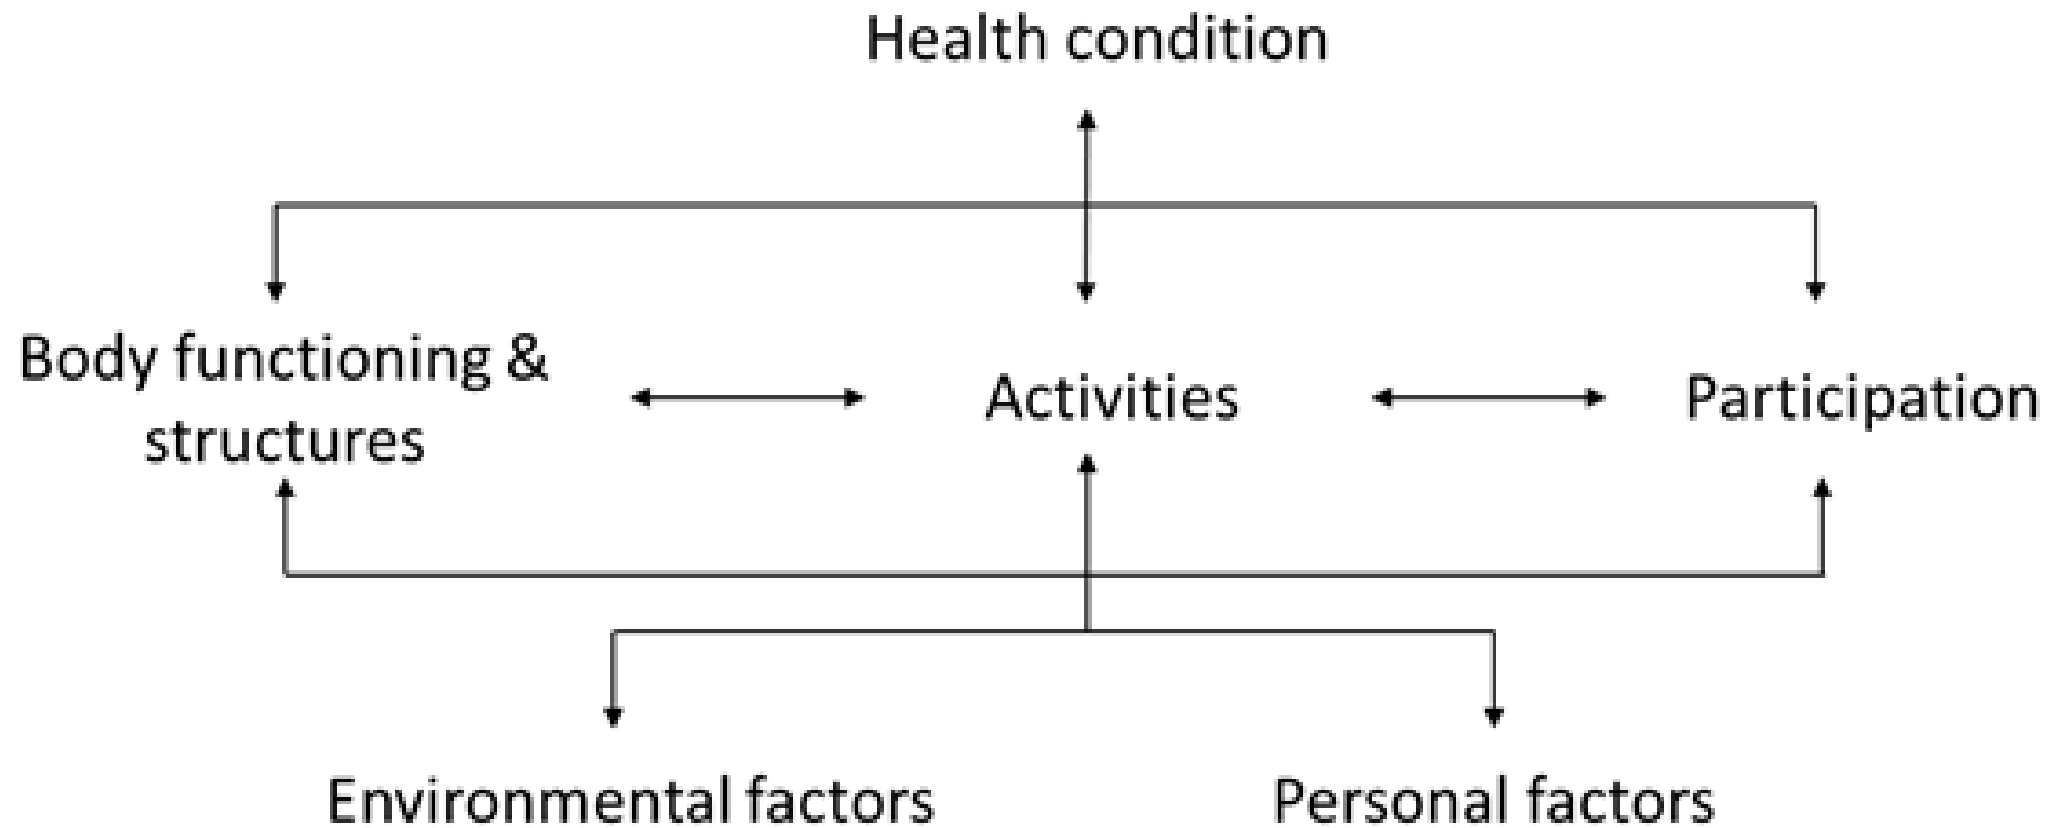 Health condition
Body functioning &
structures
Activities
Participation
Environmental factors
Personal factors